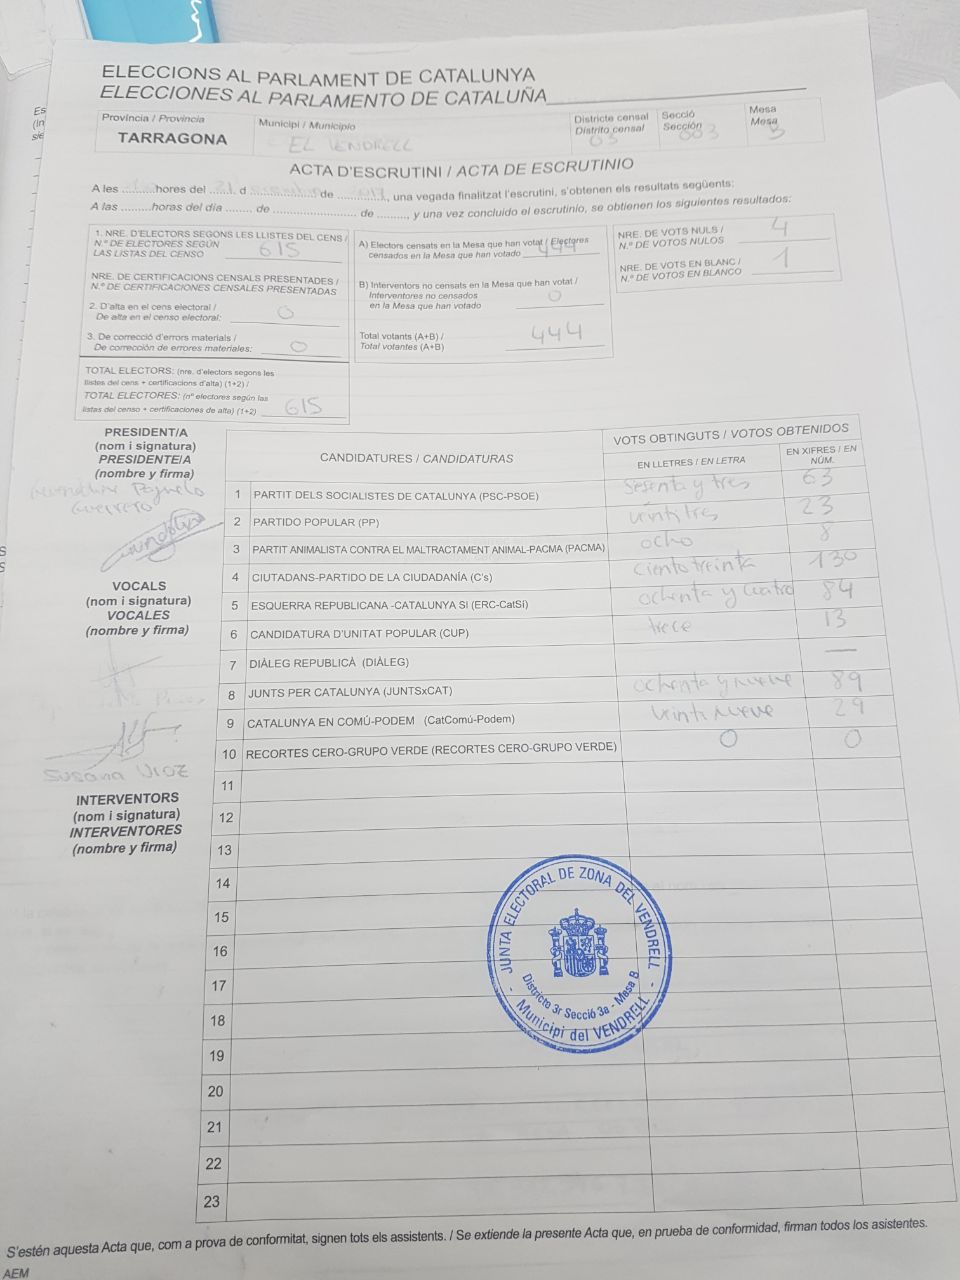 ELECCIONS AL PARLAMENT DE CATALUNYA
ELECCIONES AL PARLAMENTO DE CATALUÑA
Província / Provincia
TARRAGONA
Municipi / Municipio
EL VENDRELL
Districte censal
Distrito censal
03
Secció
Sección
003
Mesa
Mesa
B
ACTA D'ESCRUTINI / ACTA DE ESCRUTINIO
A les .........hores del 21 d ............ de 2017, una vegada finalitzat l'escrutini, s'obtenen els resultats següents:
A las .........horas del día ........ de ......................... de ........., y una vez concluido el escrutinio, se obtienen los siguientes resultados:
1. NRE. D'ELECTORS SEGONS LES LLISTES DEL CENS /
N.º DE ELECTORES SEGÚN
LAS LISTAS DEL CENSO 615
NRE. DE CERTIFICACIONS CENSALS PRESENTADES /
N.º DE CERTIFICACIONES CENSALES PRESENTADAS
2. D'alta en el cens electoral /
De alta en el censo electoral: 0
3. De correcció d'errors materials /
De corrección de errores materiales: 0
TOTAL ELECTORS: (nre. d'electors segons les
llistes del cens + certificacions d'alta) (1+2) /
TOTAL ELECTORES: (nº electores según las
listas del censo + certificaciones de alta) (1+2) 615
A) Electors censats en la Mesa que han votat / Electores
censados en la Mesa que han votado 444
B) Interventors no censats en la Mesa que han votat /
Interventores no censados
en la Mesa que han votado 0
Total votants (A+B) /
Total votantes (A+B) 444
NRE. DE VOTS NULS /
N.º DE VOTOS NULOS 4
NRE. DE VOTS EN BLANC /
N.º DE VOTOS EN BLANCO 1
PRESIDENT/A
(nom i signatura)
PRESIDENTE/A
(nombre y firma)
Guerrero
VOCALS
(nom i signatura)
VOCALES
(nombre y firma)
Susana
INTERVENTORS
(nom i signatura)
INTERVENTORES
(nombre y firma)
CANDIDATURES / CANDIDATURAS
VOTS OBTINGUTS / VOTOS OBTENIDOS
EN LLETRES / EN LETRA
EN XIFRES / EN NÚM.
1 PARTIT DELS SOCIALISTES DE CATALUNYA (PSC-PSOE) sesenta y tres 63
2 PARTIDO POPULAR (PP) veintitres 23
3 PARTIT ANIMALISTA CONTRA EL MALTRACTAMENT ANIMAL-PACMA (PACMA) ocho 8
4 CIUTADANS-PARTIDO DE LA CIUDADANÍA (C's) ciento treinta 130
5 ESQUERRA REPUBLICANA -CATALUNYA SÍ (ERC-CatSí) ochenta y cuatro 84
6 CANDIDATURA D'UNITAT POPULAR (CUP) trece 13
7 DIÀLEG REPUBLICÀ (DIÀLEG) —
8 JUNTS PER CATALUNYA (JUNTSxCAT) ochenta y nueve 89
9 CATALUNYA EN COMÚ-PODEM (CatComú-Podem) veintinueve 29
10 RECORTES CERO-GRUPO VERDE (RECORTES CERO-GRUPO VERDE) 0 0
11
12
13
14
15
16
17
18
19
20
21
22
23
JUNTA ELECTORAL DE ZONA DEL VENDRELL
Districte 3r Secció 3a - Mesa B
- Municipi del VENDRELL -
S'estén aquesta Acta que, com a prova de conformitat, signen tots els assistents. / Se extiende la presente Acta que, en prueba de conformidad, firman todos los asistentes.
AEM